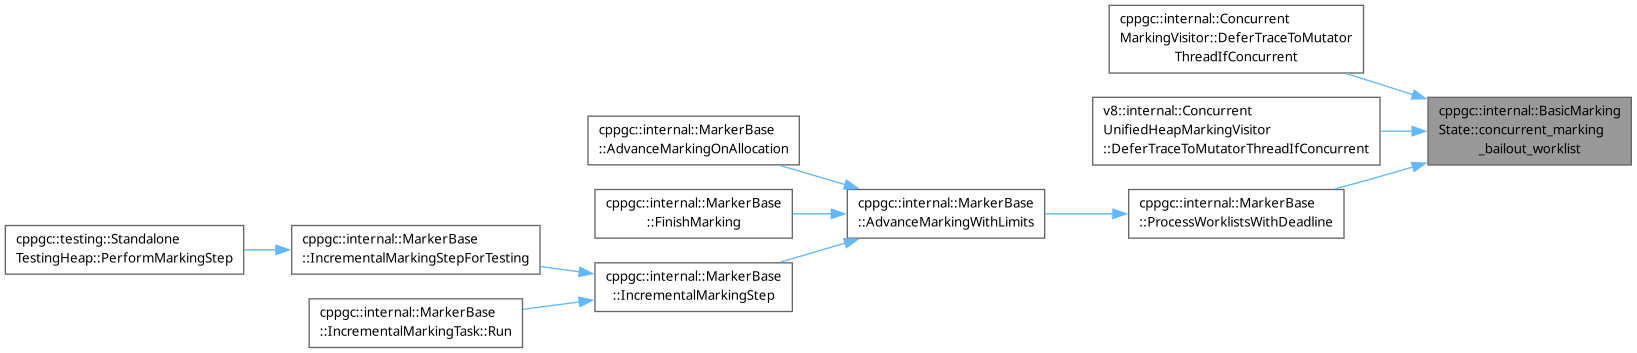 cppgc::internal::Concurrent
MarkingVisitor::DeferTraceToMutator
ThreadIfConcurrent
v8::internal::Concurrent
UnifiedHeapMarkingVisitor
::DeferTraceToMutatorThreadIfConcurrent
cppgc::internal::BasicMarking
State::concurrent_marking
_bailout_worklist
cppgc::internal::MarkerBase
::AdvanceMarkingOnAllocation
cppgc::internal::MarkerBase
::FinishMarking
cppgc::internal::MarkerBase
::AdvanceMarkingWithLimits
cppgc::internal::MarkerBase
::ProcessWorklistsWithDeadline
cppgc::testing::Standalone
TestingHeap::PerformMarkingStep
cppgc::internal::MarkerBase
::IncrementalMarkingStepForTesting
cppgc::internal::MarkerBase
::IncrementalMarkingStep
cppgc::internal::MarkerBase
::IncrementalMarkingTask::Run